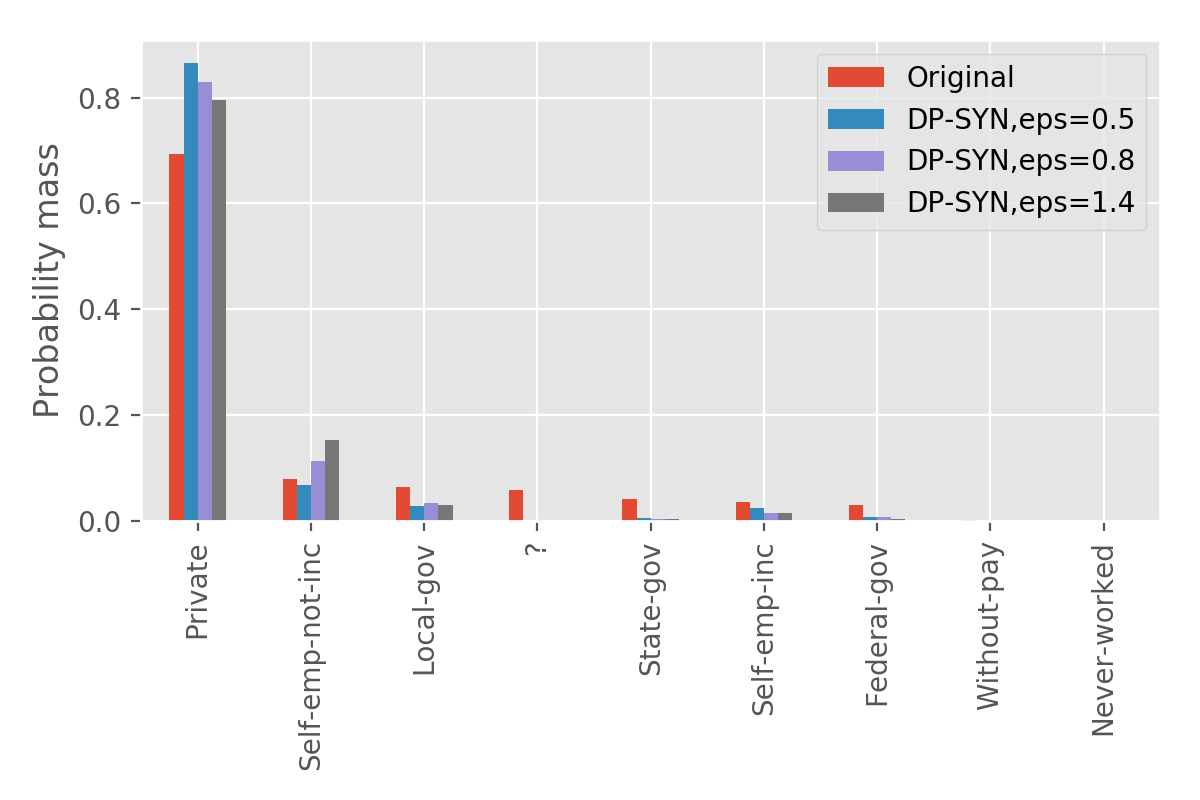 Original
DP-SYN,eps=0.5
DP-SYN,eps=0.8
DP-SYN,eps=1.4
Probability mass
0.8
0.6
0.4
0.2
0.0
Private
Self-emp-not-inc
Local-gov
?
State-gov
Self-emp-inc
Federal-gov
Without-pay
Never-worked